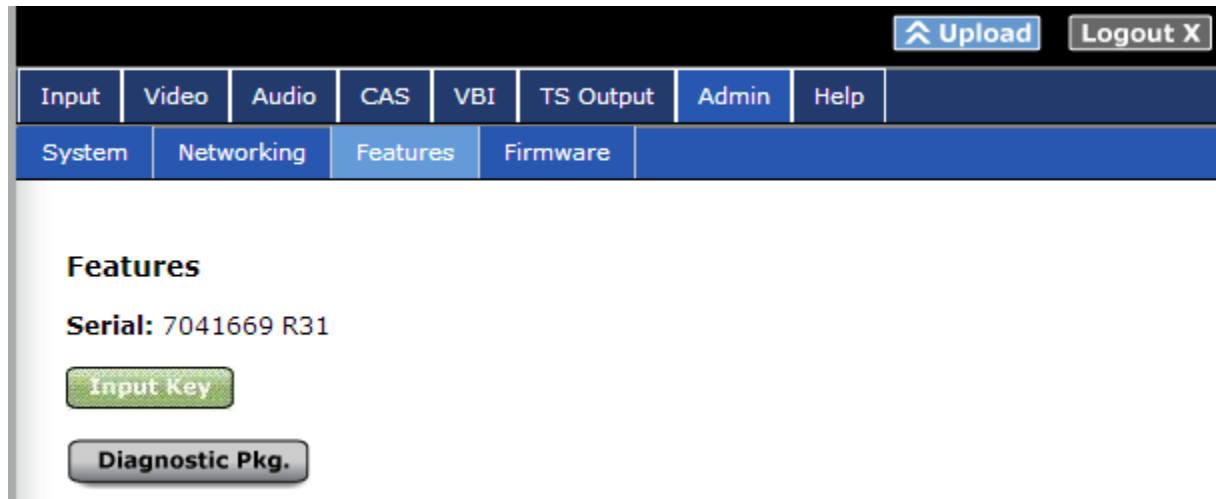 Upload Logout X
Input Video Audio CAS VBI TS Output Admin Help
System Networking Features Firmware
Features
Serial: 7041669 R31
Input Key
Diagnostic Pkg.